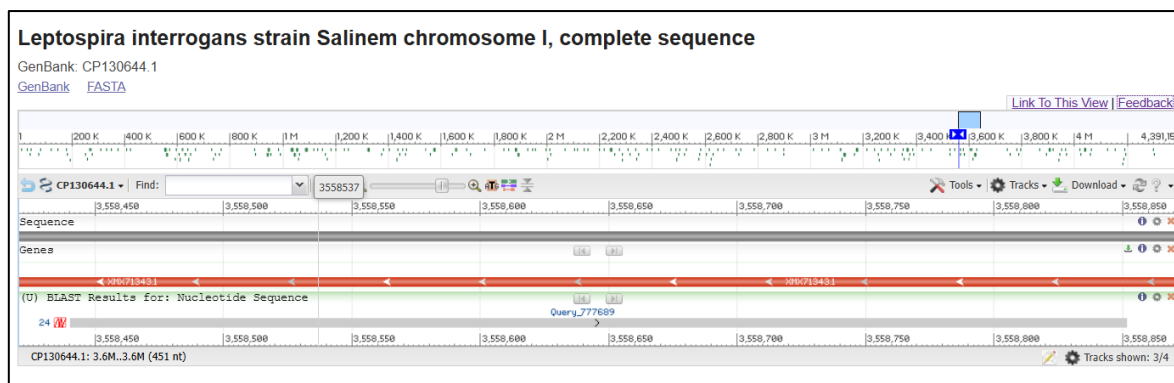 Leptospira interrogans strain Salinem chromosome I, complete sequence
GenBank: CP130644.1
GenBank FASTA
Link To This View | Feedback
1 200 K 400 K 600 K 800 K 1 M 1,200 K 1,400 K 1,600 K 1,800 K 2 M 2,200 K 2,400 K 2,600 K 2,800 K 3 M 3,200 K 3,400 K 3,600 K 3,800 K 4 M 4,391,15
CP130644.1 Find: 3558537 Tools Tracks Download ?
3,558,450 3,558,500 3,558,550 3,558,600 3,558,650 3,558,700 3,558,750 3,558,800 3,558,850
Sequence
Genes
XMX71343.1 XMX71343.1
(U) BLAST Results for: Nucleotide Sequence
Query_777689
24
3,558,450 3,558,500 3,558,550 3,558,600 3,558,650 3,558,700 3,558,750 3,558,800 3,558,850
CP130644.1: 3.6M..3.6M (451 nt) Tracks shown: 3/4